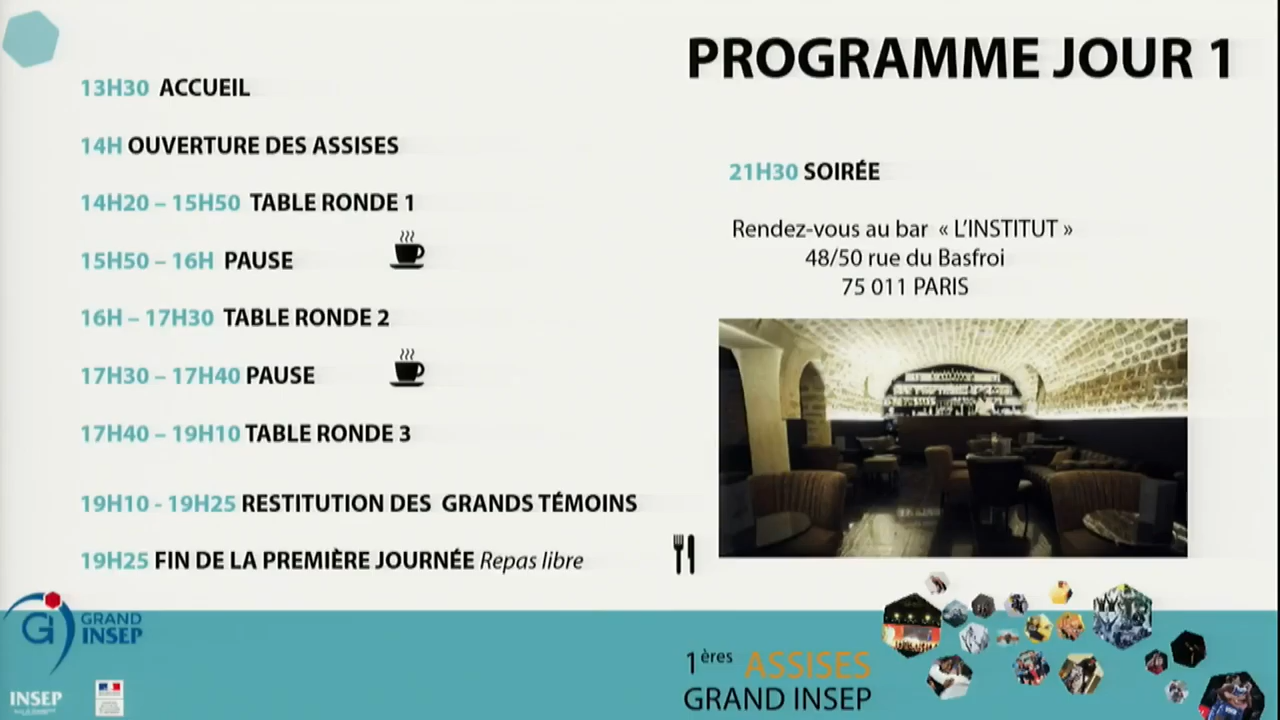 PROGRAMME JOUR 1
13H30 ACCUEIL
14H OUVERTURE DES ASSISES
14H20 – 15H50 TABLE RONDE 1
15H50 – 16H PAUSE
16H – 17H30 TABLE RONDE 2
17H30 – 17H40 PAUSE
17H40 – 19H10 TABLE RONDE 3
19H10 - 19H25 RESTITUTION DES GRANDS TÉMOINS
19H25 FIN DE LA PREMIÈRE JOURNÉE Repas libre
21H30 SOIRÉE
Rendez-vous au bar « L'INSTITUT »
48/50 rue du Basfroi
75 011 PARIS
GRAND
INSEP
INSEP
1ères ASSISES
GRAND INSEP